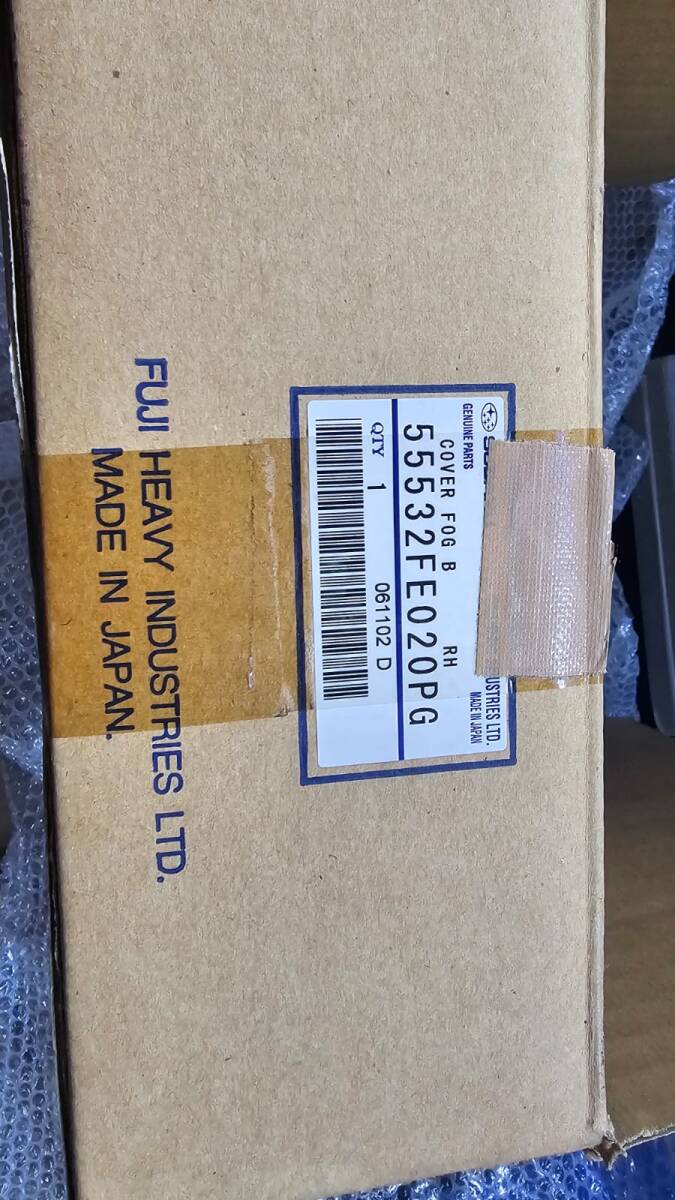 GENUINE PARTS
USTRIES LTD.
MADE IN JAPAN
COVER FOG B RH
55532FE020PG
QTY 1
061102 D
FUJI HEAVY INDUSTRIES LTD.
MADE IN JAPAN.